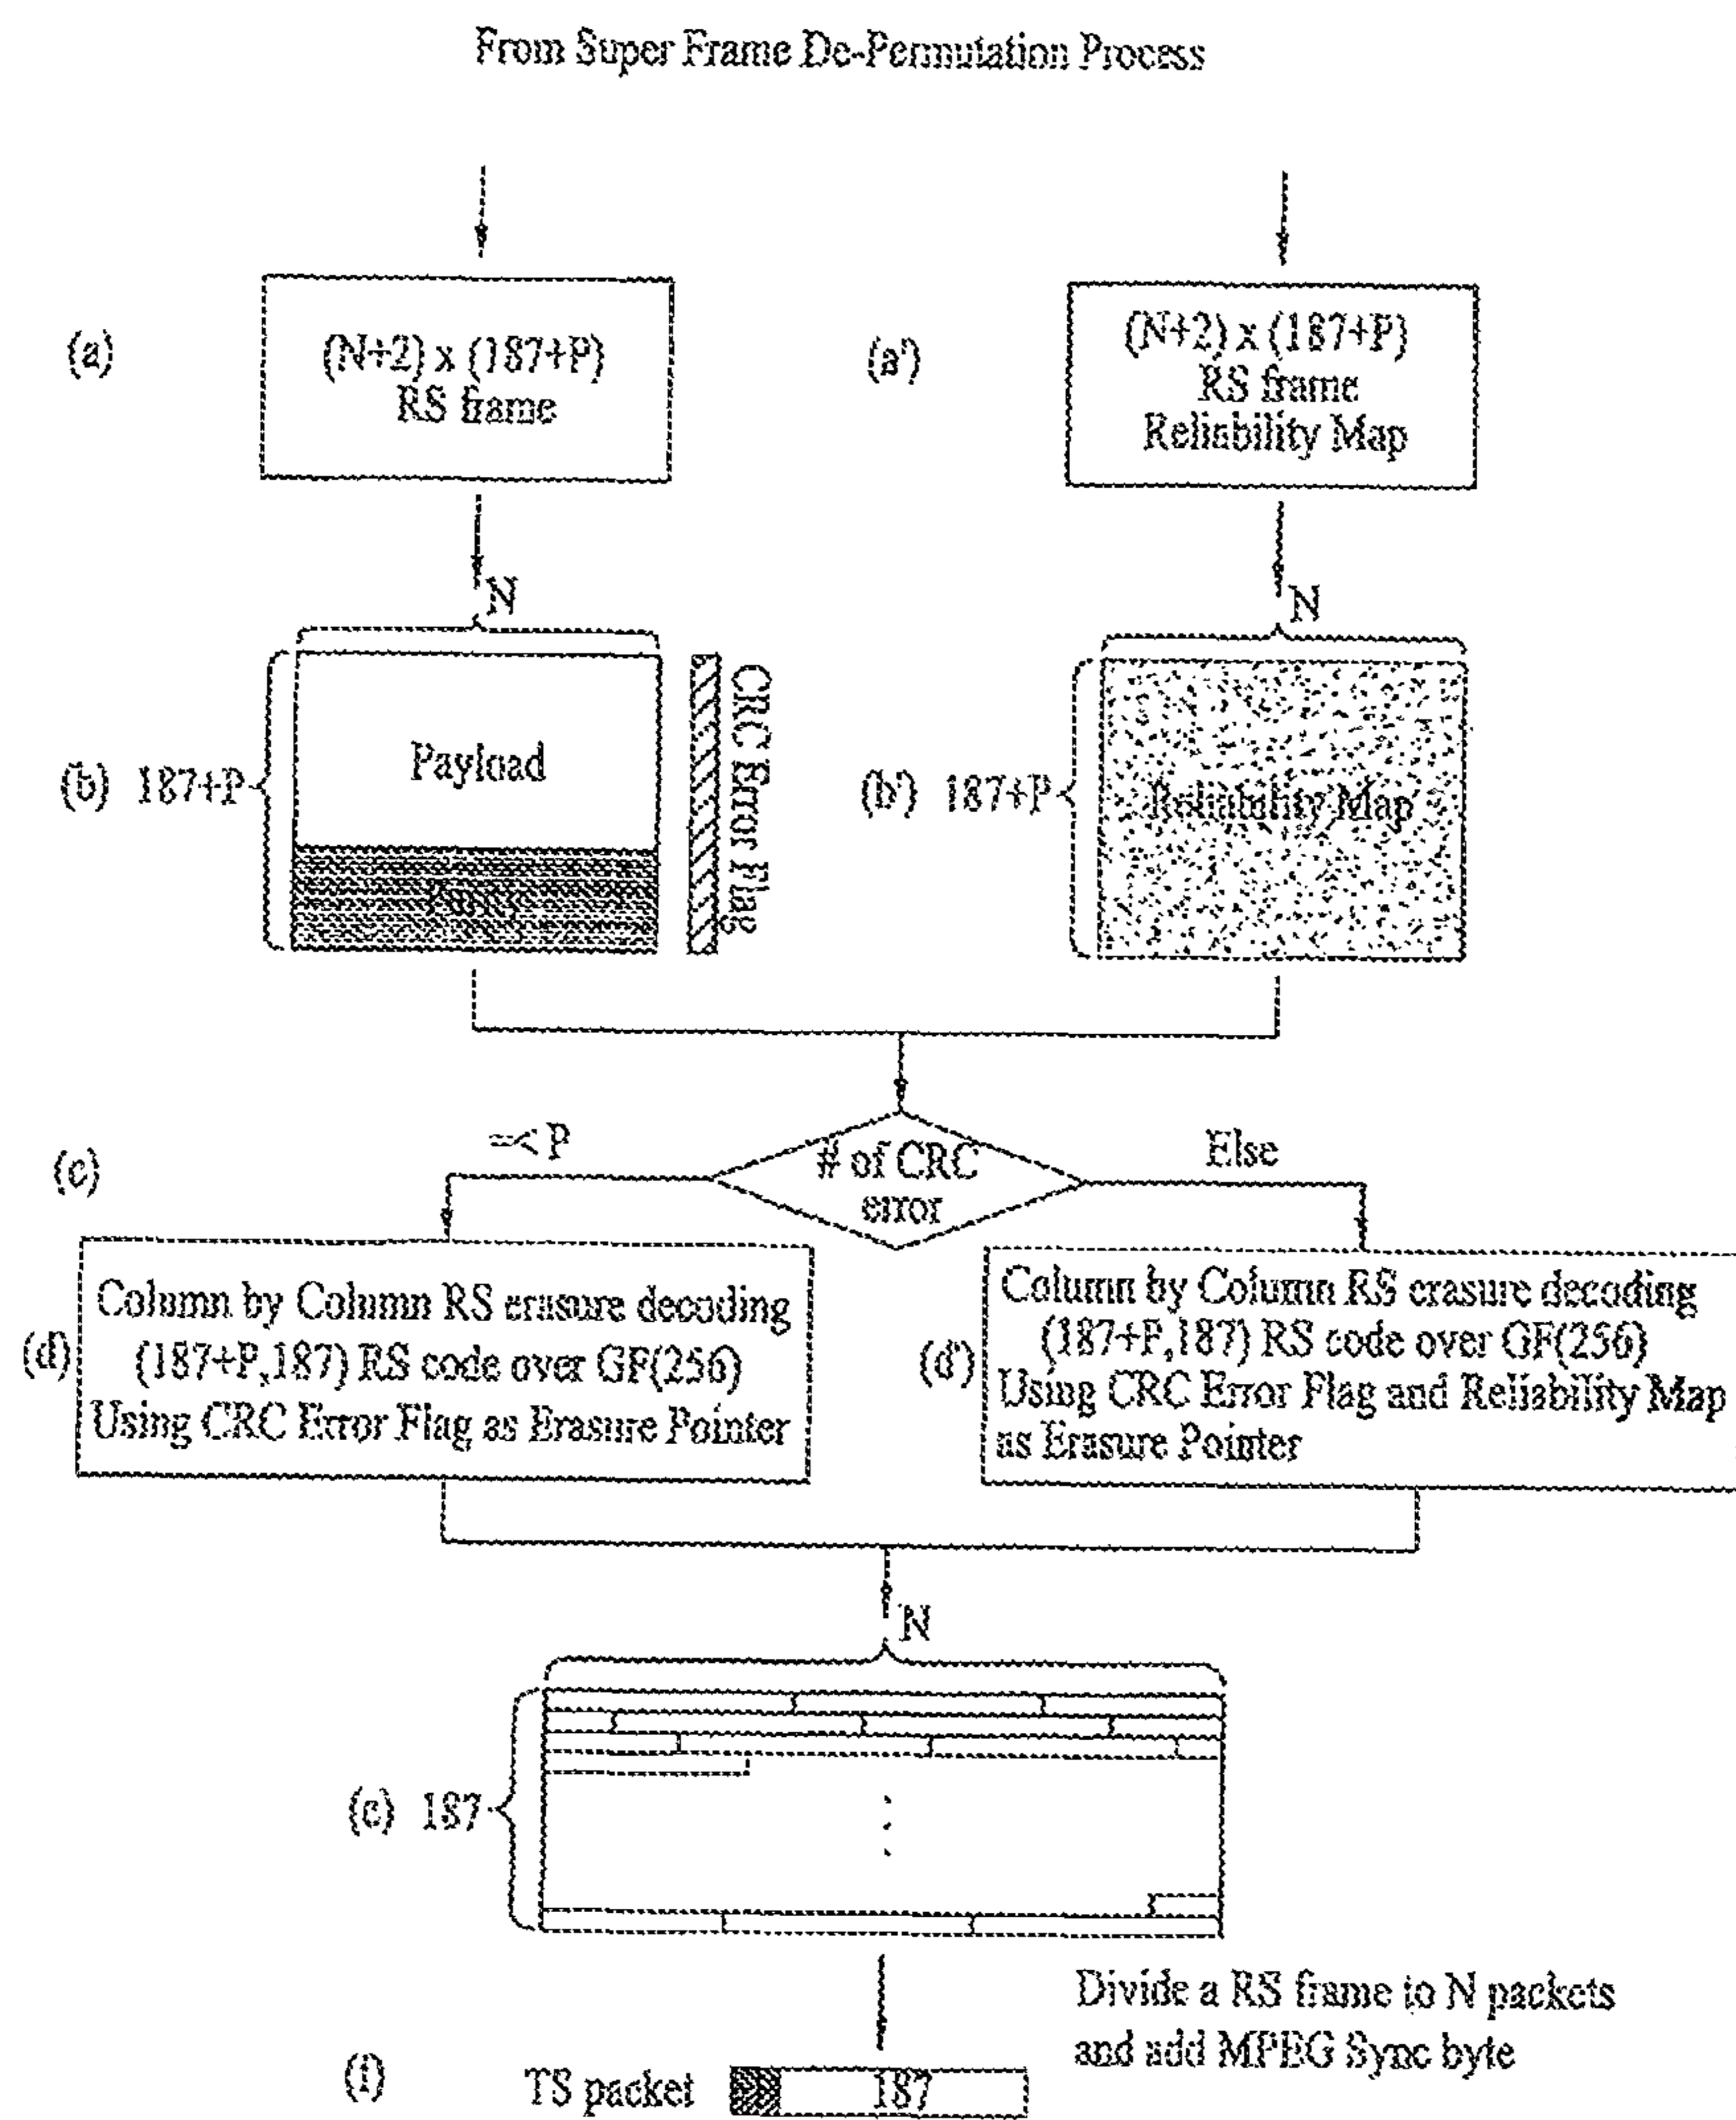 From Super Frame De-Permutation Process
(a)
(N+2) x (187+P)
RS frame
(a')
(N+2) x (187+P)
RS frame
Reliability Map
N
N
(b) 187+P
Payload
Parity
CRC Error Flag
(b') 187+P
Reliability Map
(c)
=< P
# of CRC
error
Else
(d)
Column by Column RS erasure decoding
(187+P,187) RS code over GF(256)
Using CRC Error Flag as Erasure Pointer
(d')
Column by Column RS erasure decoding
(187+P,187) RS code over GF(256)
Using CRC Error Flag and Reliability Map
as Erasure Pointer
N
(e) 187
Divide a RS frame to N packets
and add MPEG Sync byte
(f)
TS packet
187